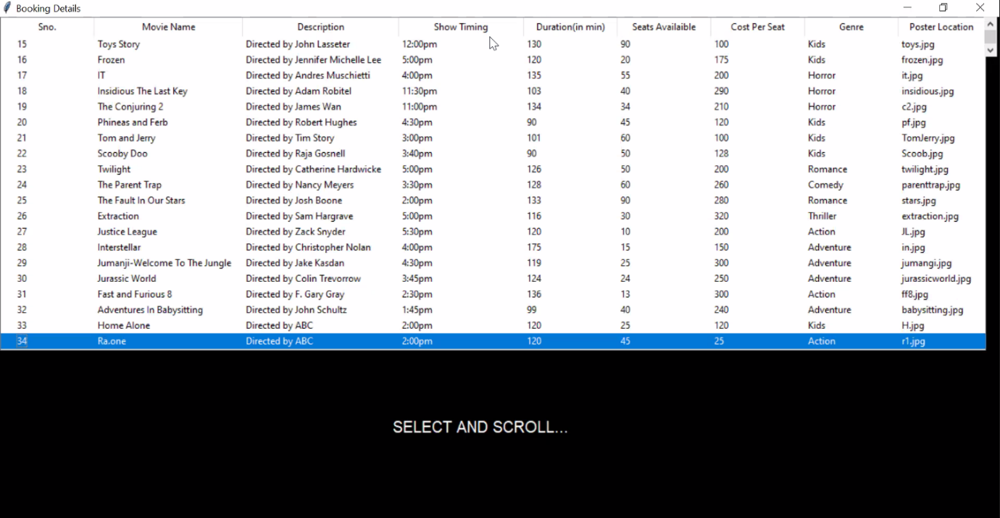 Booking Details
Sno. Movie Name Description Show Timing Duration(in min) Seats Availaible Cost Per Seat Genre Poster Location
15 Toys Story Directed by John Lasseter 12:00pm 130 90 100 Kids toys.jpg
16 Frozen Directed by Jennifer Michelle Lee 5:00pm 120 20 175 Kids frozen.jpg
17 IT Directed by Andres Muschietti 4:00pm 135 55 200 Horror it.jpg
18 Insidious The Last Key Directed by Adam Robitel 11:30pm 103 40 290 Horror insidious.jpg
19 The Conjuring 2 Directed by James Wan 11:00pm 134 34 210 Horror c2.jpg
20 Phineas and Ferb Directed by Robert Hughes 4:30pm 90 45 120 Kids pf.jpg
21 Tom and Jerry Directed by Tim Story 3:00pm 101 60 100 Kids TomJerry.jpg
22 Scooby Doo Directed by Raja Gosnell 3:40pm 90 50 128 Kids Scoob.jpg
23 Twilight Directed by Catherine Hardwicke 5:00pm 126 50 200 Romance twilight.jpg
24 The Parent Trap Directed by Nancy Meyers 3:30pm 128 60 260 Comedy parenttrap.jpg
25 The Fault In Our Stars Directed by Josh Boone 2:00pm 133 90 280 Romance stars.jpg
26 Extraction Directed by Sam Hargrave 5:00pm 116 30 320 Thriller extraction.jpg
27 Justice League Directed by Zack Snyder 5:30pm 120 10 200 Action JL.jpg
28 Interstellar Directed by Christopher Nolan 4:00pm 175 15 150 Adventure in.jpg
29 Jumanji-Welcome To The Jungle Directed by Jake Kasdan 4:30pm 119 25 300 Adventure jumangi.jpg
30 Jurassic World Directed by Colin Trevorrow 3:45pm 124 24 250 Adventure jurassicworld.jpg
31 Fast and Furious 8 Directed by F. Gary Gray 2:30pm 136 13 300 Action ff8.jpg
32 Adventures In Babysitting Directed by John Schultz 1:45pm 99 40 240 Adventure babysitting.jpg
33 Home Alone Directed by ABC 2:00pm 120 25 120 Kids H.jpg
34 Ra.one Directed by ABC 2:00pm 120 45 25 Action r1.jpg
SELECT AND SCROLL...